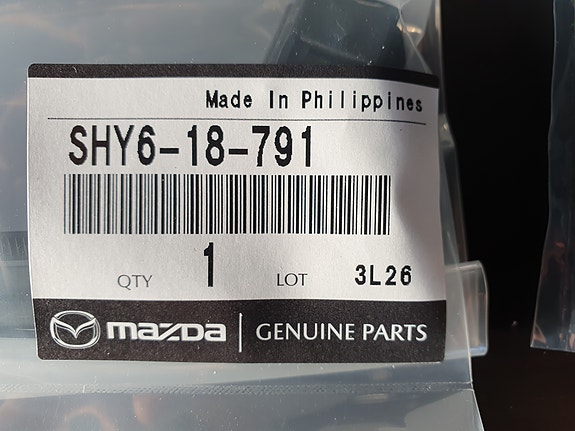 Made In Philippines
SHY6-18-791
QTY 1 LOT 3L26
mazda GENUINE PARTS